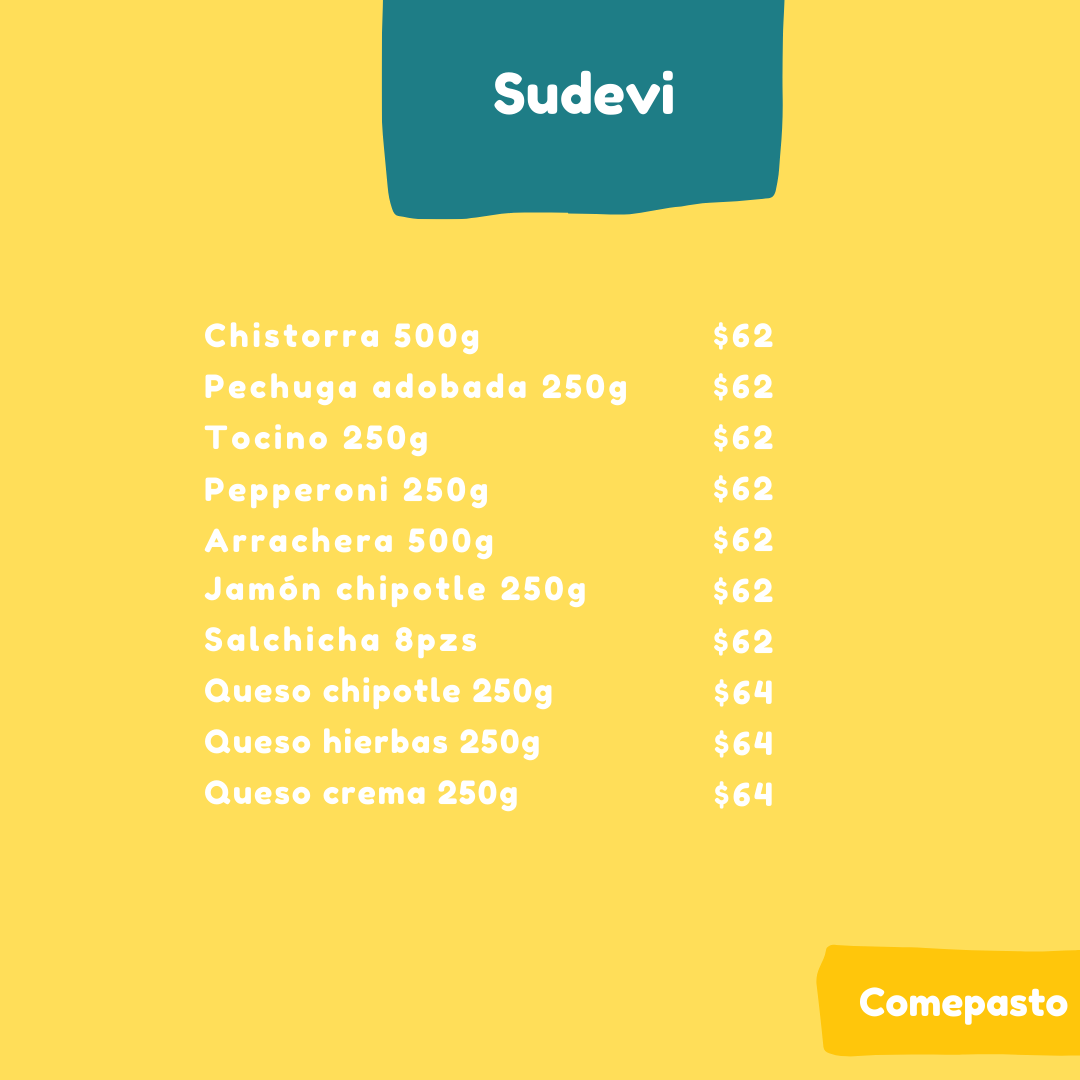 Sudevi
Chistorra 500g $62
Pechuga adobada 250g $62
Tocino 250g $62
Pepperoni 250g $62
Arrachera 500g $62
Jamón chipotle 250g $62
Salchicha 8pzs $62
Queso chipotle 250g $64
Queso hierbas 250g $64
Queso crema 250g $64
Comepasto